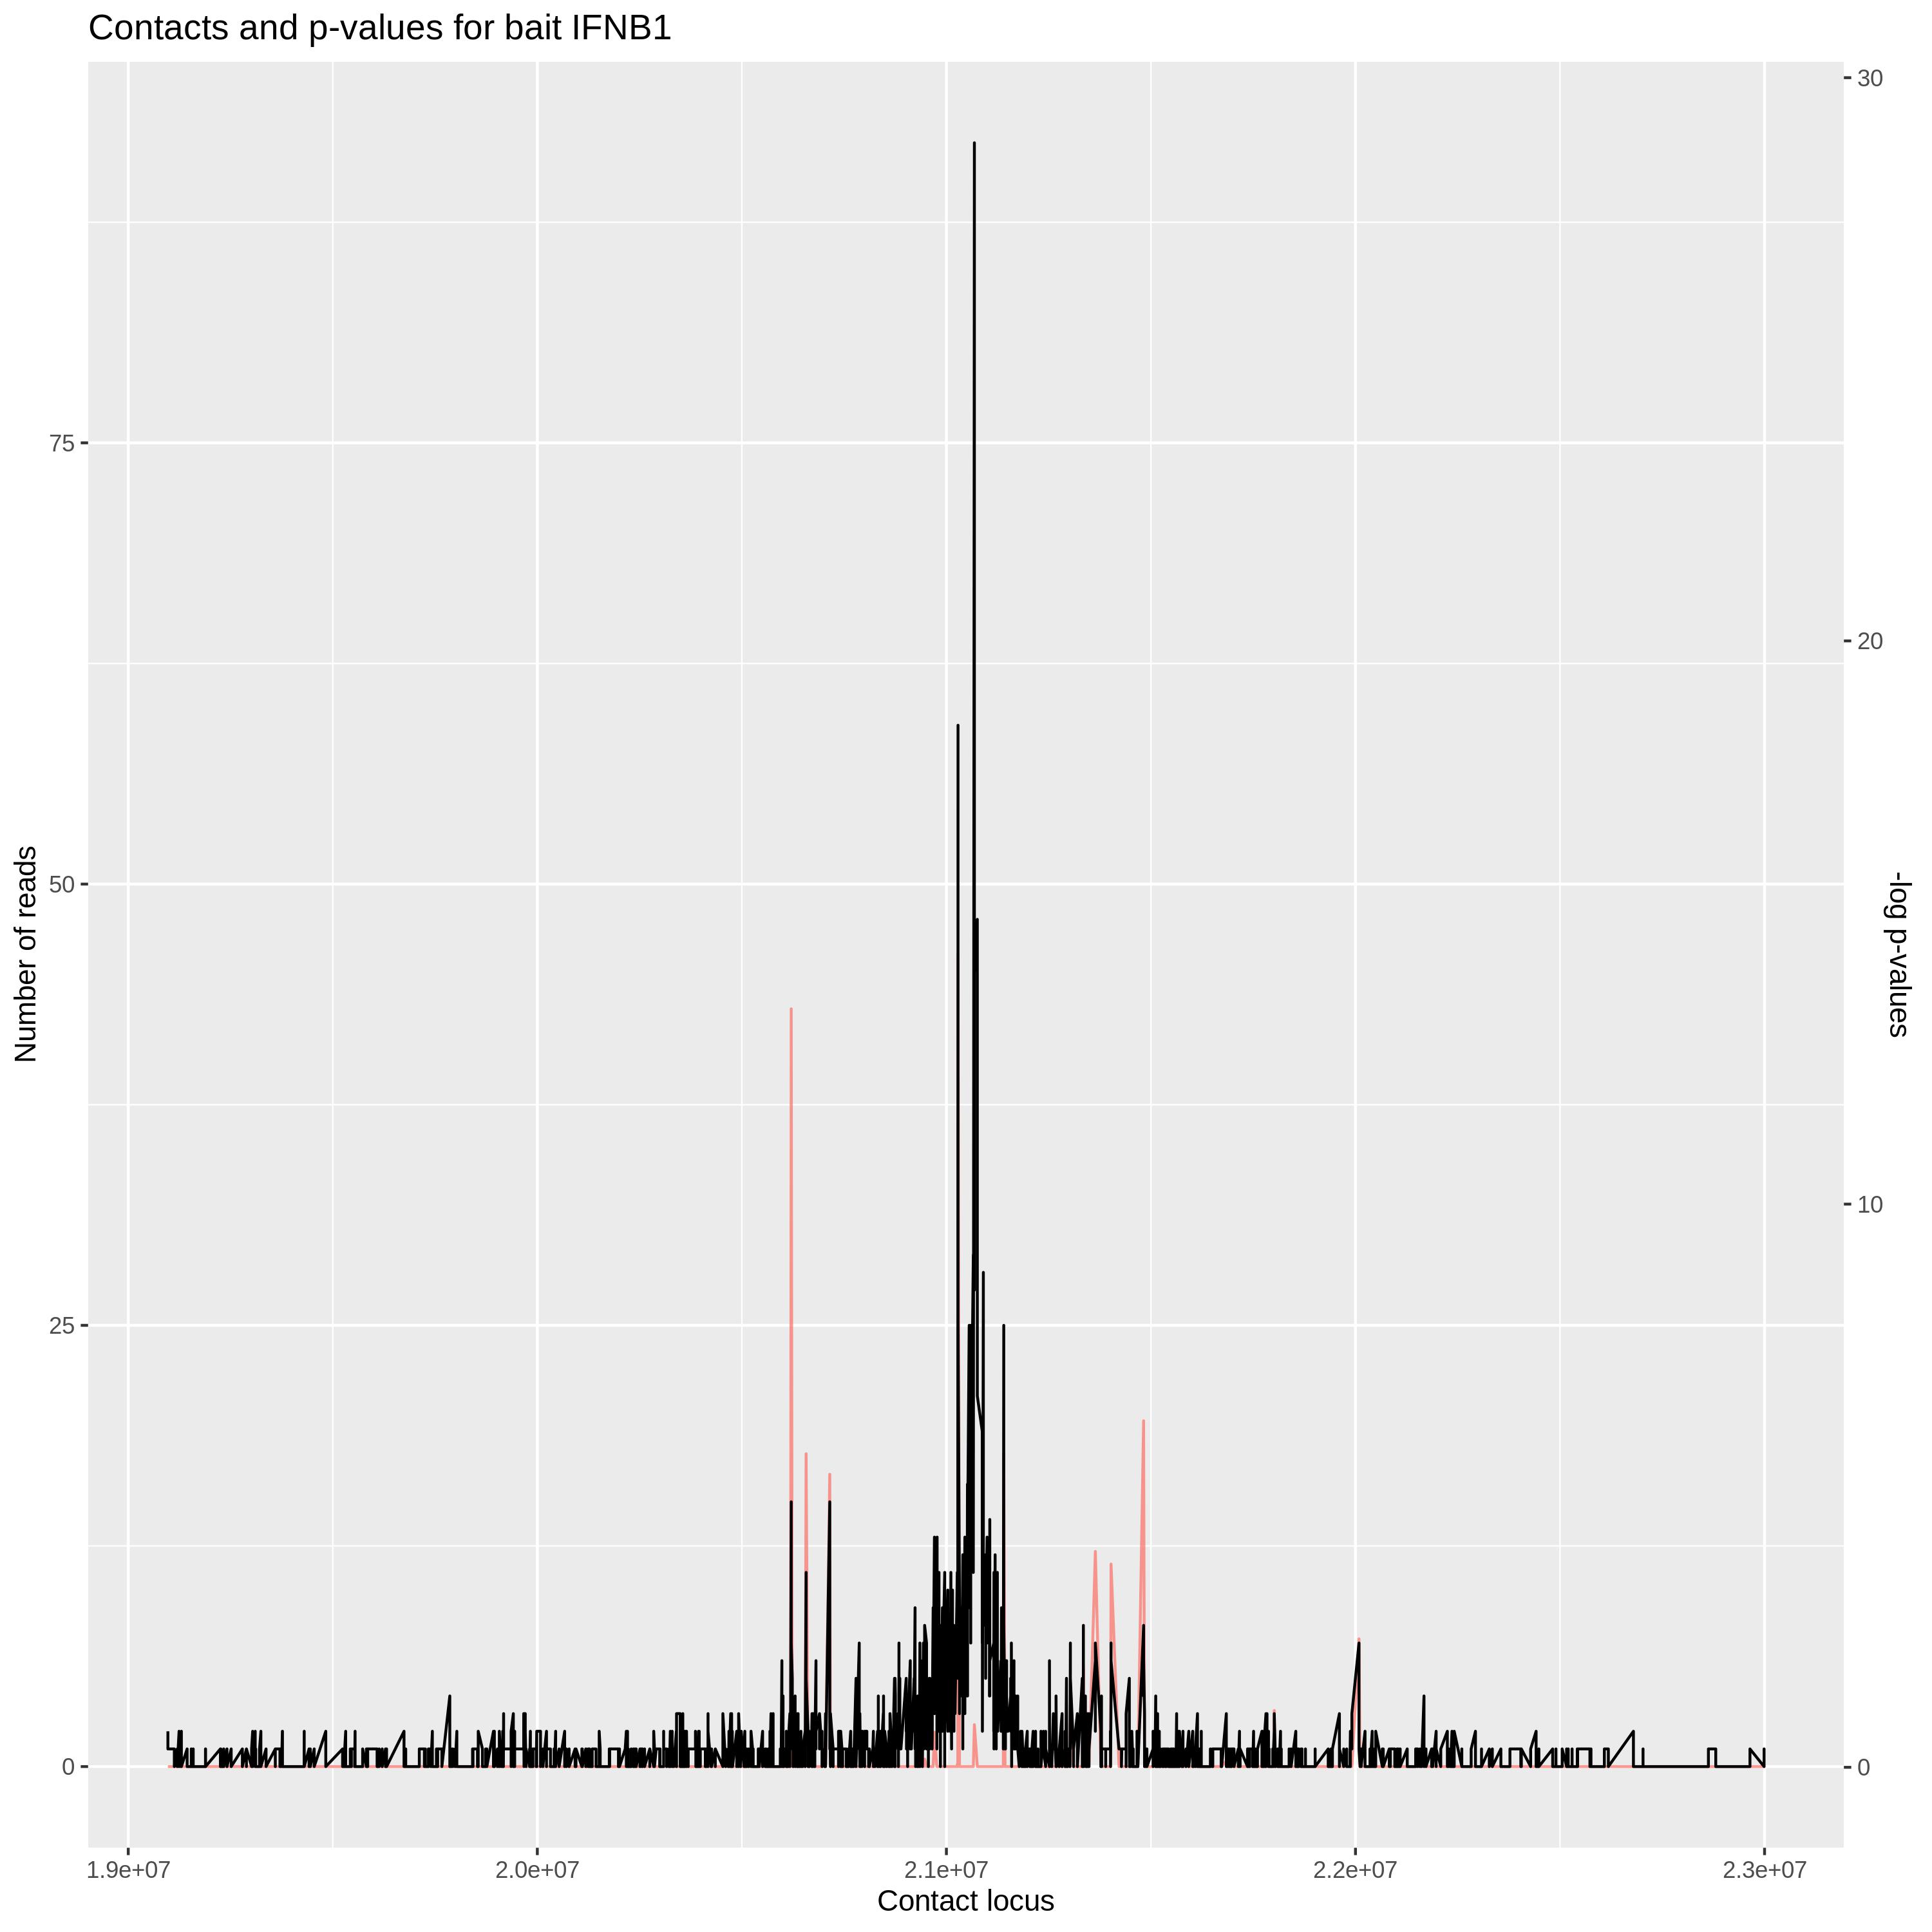 Contacts and p-values for bait IFNB1
30
75
20
Number of reads
50
-log p-values
10
25
0
0
1.9e+07
2.0e+07
2.1e+07
2.2e+07
2.3e+07
Contact locus